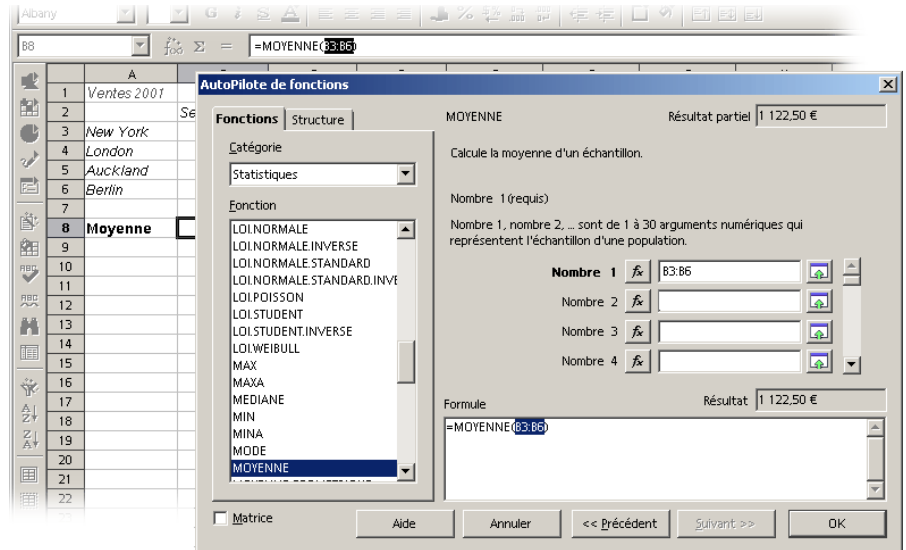 Albany
G i S A
B8 =MOYENNE(B3:B6)
A
1 Ventes 2001
2 Se
3 New York
4 London
5 Auckland
6 Berlin
7
8 Moyenne
9
10
11
12
13
14
15
16
17
18
19
20
21
22
AutoPilote de fonctions
Fonctions Structure
Catégorie
Statistiques
Fonction
LOI.NORMALE
LOI.NORMALE.INVERSE
LOI.NORMALE.STANDARD
LOI.NORMALE.STANDARD.INVE
LOI.POISSON
LOI.STUDENT
LOI.STUDENT.INVERSE
LOI.WEIBULL
MAX
MAXA
MEDIANE
MIN
MINA
MODE
MOYENNE
MOYENNE Résultat partiel 1 122,50 €
Calcule la moyenne d'un échantillon.
Nombre 1(requis)
Nombre 1, nombre 2, ... sont de 1 à 30 arguments numériques qui
représentent l'échantillon d'une population.
Nombre 1 fx B3:B6
Nombre 2 fx
Nombre 3 fx
Nombre 4 fx
Formule Résultat 1 122,50 €
=MOYENNE(B3:B6)
Matrice Aide Annuler << Précédent Suivant >> OK